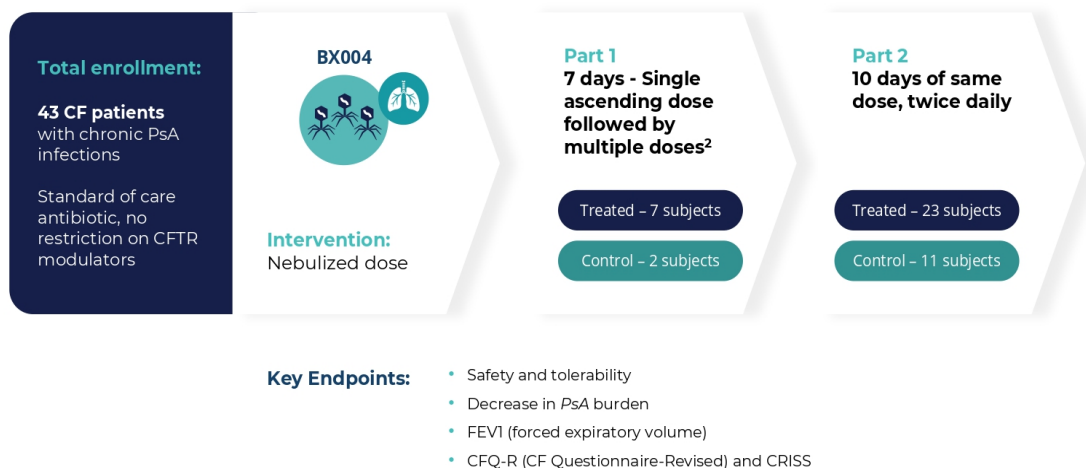 Total enrollment:
43 CF patients
with chronic PsA
infections
Standard of care
antibiotic, no
restriction on CFTR
modulators
BX004
Intervention:
Nebulized dose
Part 1
7 days - Single
ascending dose
followed by
multiple doses²
Treated – 7 subjects
Control – 2 subjects
Part 2
10 days of same
dose, twice daily
Treated – 23 subjects
Control – 11 subjects
Key Endpoints:
• Safety and tolerability
• Decrease in PsA burden
• FEV1 (forced expiratory volume)
• CFQ-R (CF Questionnaire-Revised) and CRISS